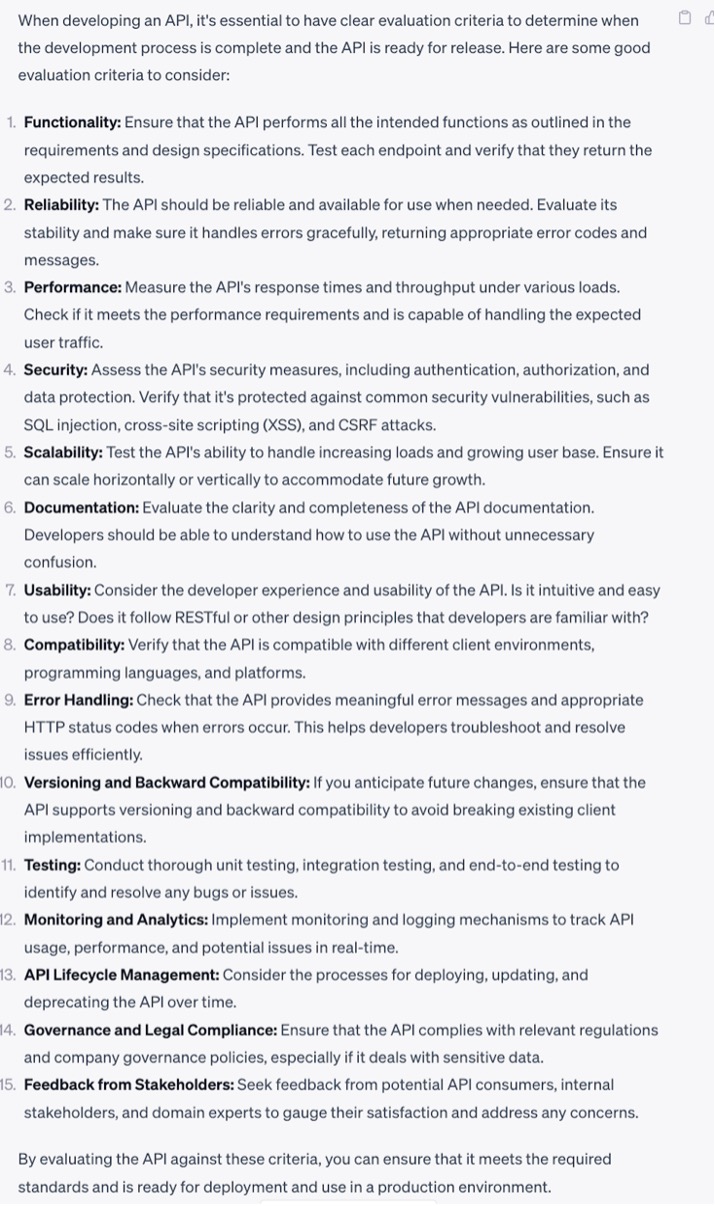 When developing an API, it's essential to have clear evaluation criteria to determine when
the development process is complete and the API is ready for release. Here are some good
evaluation criteria to consider:
1. Functionality: Ensure that the API performs all the intended functions as outlined in the
requirements and design specifications. Test each endpoint and verify that they return the
expected results.
2. Reliability: The API should be reliable and available for use when needed. Evaluate its
stability and make sure it handles errors gracefully, returning appropriate error codes and
messages.
3. Performance: Measure the API's response times and throughput under various loads.
Check if it meets the performance requirements and is capable of handling the expected
user traffic.
4. Security: Assess the API's security measures, including authentication, authorization, and
data protection. Verify that it's protected against common security vulnerabilities, such as
SQL injection, cross-site scripting (XSS), and CSRF attacks.
5. Scalability: Test the API's ability to handle increasing loads and growing user base. Ensure it
can scale horizontally or vertically to accommodate future growth.
6. Documentation: Evaluate the clarity and completeness of the API documentation.
Developers should be able to understand how to use the API without unnecessary
confusion.
7. Usability: Consider the developer experience and usability of the API. Is it intuitive and easy
to use? Does it follow RESTful or other design principles that developers are familiar with?
8. Compatibility: Verify that the API is compatible with different client environments,
programming languages, and platforms.
9. Error Handling: Check that the API provides meaningful error messages and appropriate
HTTP status codes when errors occur. This helps developers troubleshoot and resolve
issues efficiently.
10. Versioning and Backward Compatibility: If you anticipate future changes, ensure that the
API supports versioning and backward compatibility to avoid breaking existing client
implementations.
11. Testing: Conduct thorough unit testing, integration testing, and end-to-end testing to
identify and resolve any bugs or issues.
12. Monitoring and Analytics: Implement monitoring and logging mechanisms to track API
usage, performance, and potential issues in real-time.
13. API Lifecycle Management: Consider the processes for deploying, updating, and
deprecating the API over time.
14. Governance and Legal Compliance: Ensure that the API complies with relevant regulations
and company governance policies, especially if it deals with sensitive data.
15. Feedback from Stakeholders: Seek feedback from potential API consumers, internal
stakeholders, and domain experts to gauge their satisfaction and address any concerns.
By evaluating the API against these criteria, you can ensure that it meets the required
standards and is ready for deployment and use in a production environment.